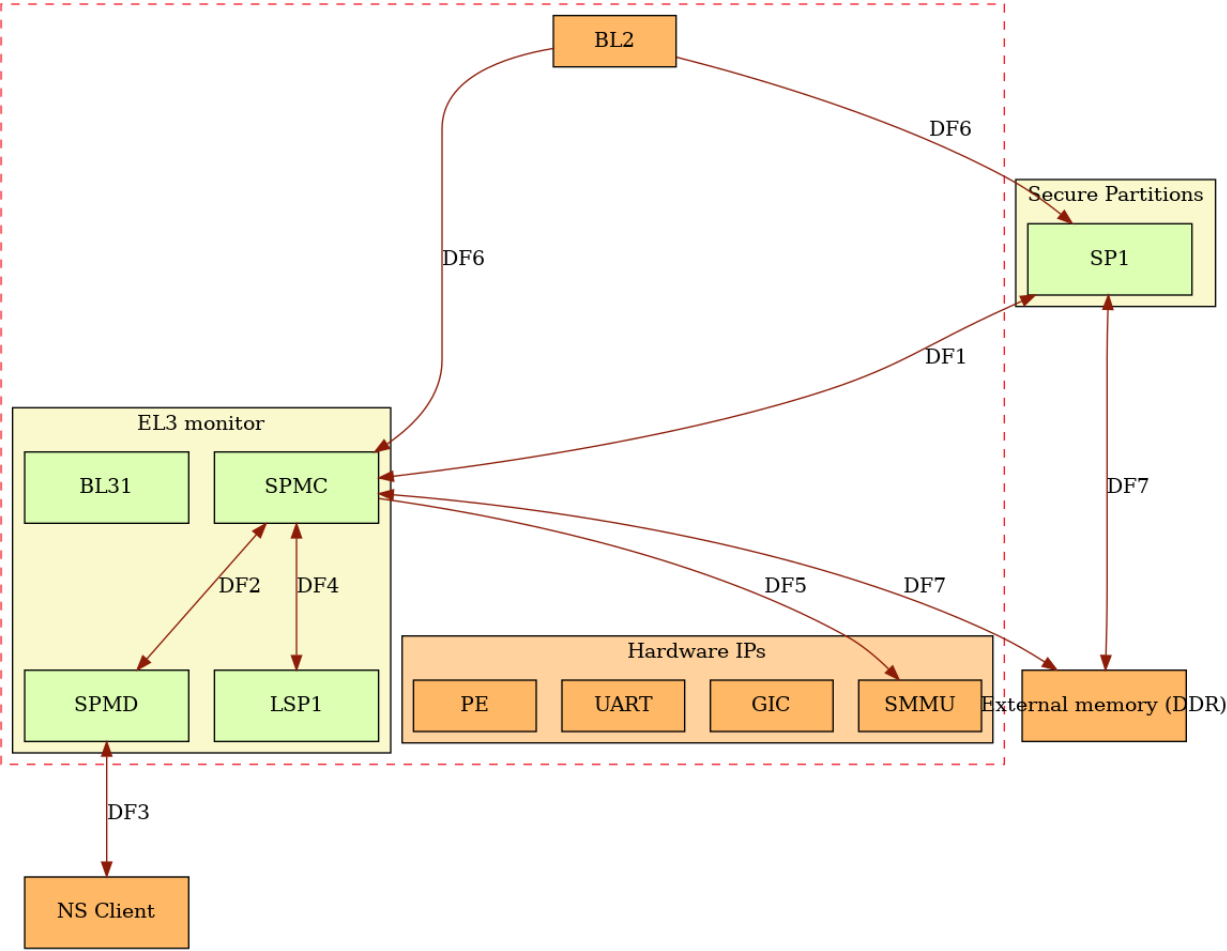 BL2
DF6
Secure Partitions
SP1
DF6
DF1
EL3 monitor
BL31
SPMC
DF7
DF2
DF4
DF5
DF7
Hardware IPs
PE
UART
GIC
SMMU
SPMD
LSP1
External memory (DDR)
DF3
NS Client